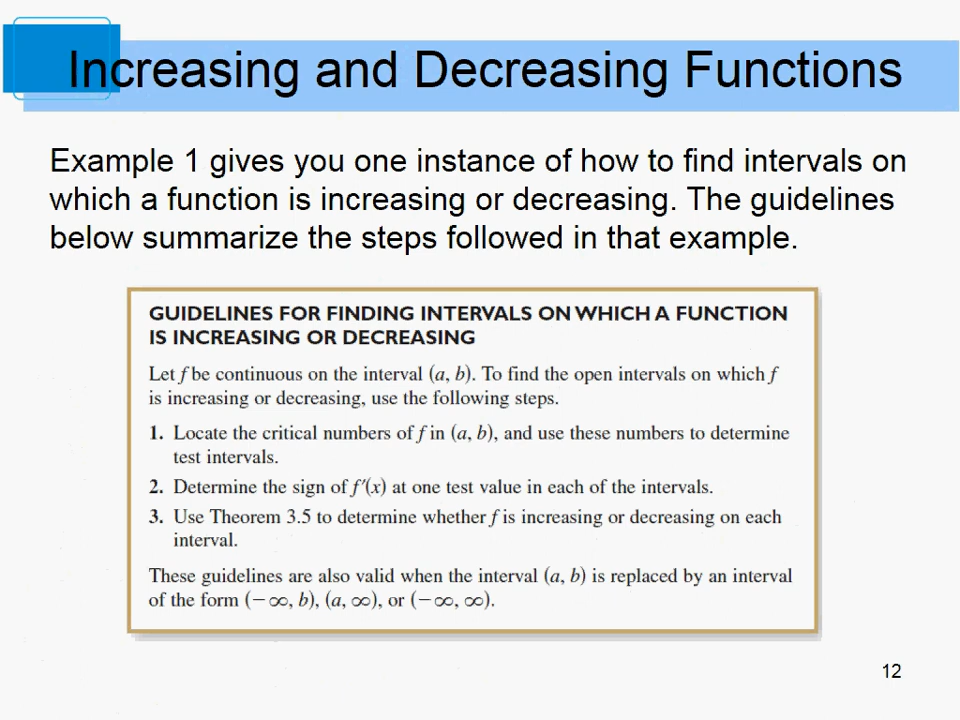 Increasing and Decreasing Functions
Example 1 gives you one instance of how to find intervals on
which a function is increasing or decreasing. The guidelines
below summarize the steps followed in that example.
GUIDELINES FOR FINDING INTERVALS ON WHICH A FUNCTION
IS INCREASING OR DECREASING
Let f be continuous on the interval (a, b). To find the open intervals on which f
is increasing or decreasing, use the following steps.
1. Locate the critical numbers of f in (a, b), and use these numbers to determine
test intervals.
2. Determine the sign of f′(x) at one test value in each of the intervals.
3. Use Theorem 3.5 to determine whether f is increasing or decreasing on each
interval.
These guidelines are also valid when the interval (a, b) is replaced by an interval
of the form (−∞, b), (a, ∞), or (−∞, ∞).
12